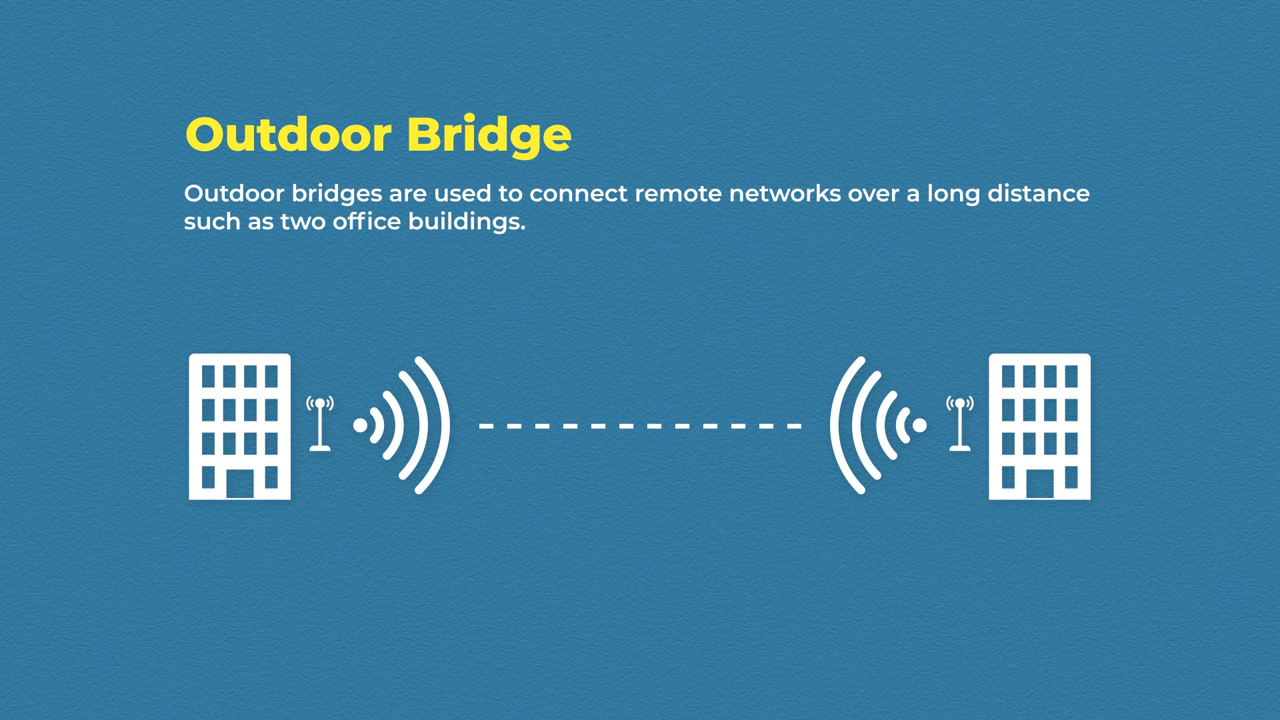 Outdoor Bridge
Outdoor bridges are used to connect remote networks over a long distance
such as two office buildings.